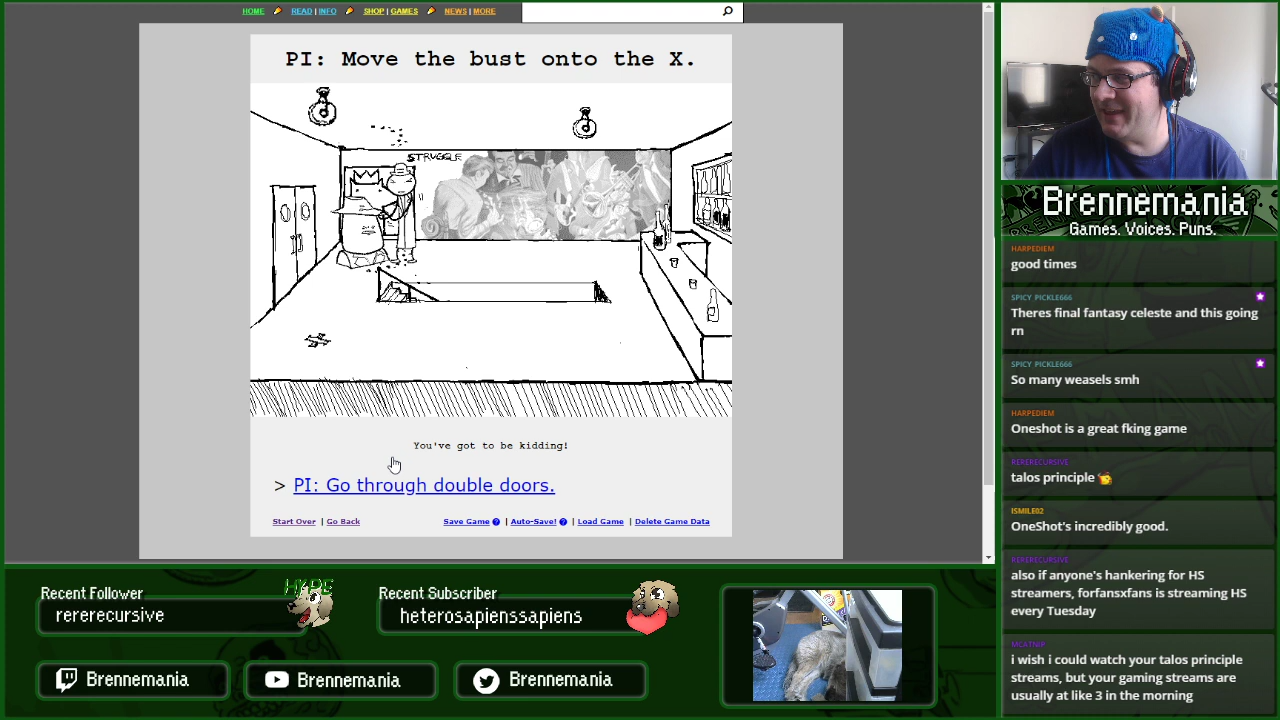 HOME READ | INFO SHOP | GAMES NEWS | MORE
PI: Move the bust onto the X.
STRUGGLE
You've got to be kidding!
> PI: Go through double doors.
Start Over | Go Back Save Game ? | Auto-Save! ? | Load Game | Delete Game Data
Brennemania
Games. Voices. Puns.
HARPEDIEM
good times
SPICY PICKLE666
Theres final fantasy celeste and this going
rn
SPICY PICKLE666
So many weasels smh
HARPEDIEM
Oneshot is a great fking game
RERERECURSIVE
talos principle
ISMILE02
OneShot's incredibly good.
RERERECURSIVE
also if anyone's hankering for HS
streamers, forfansxfans is streaming HS
every Tuesday
i wish i could watch your talos principle
streams, but your gaming streams are
usually at like 3 in the morning
Recent Follower
HYPE
rererecursive
Recent Subscriber
heterosapienssapiens
Brennemania
Brennemania
Brennemania